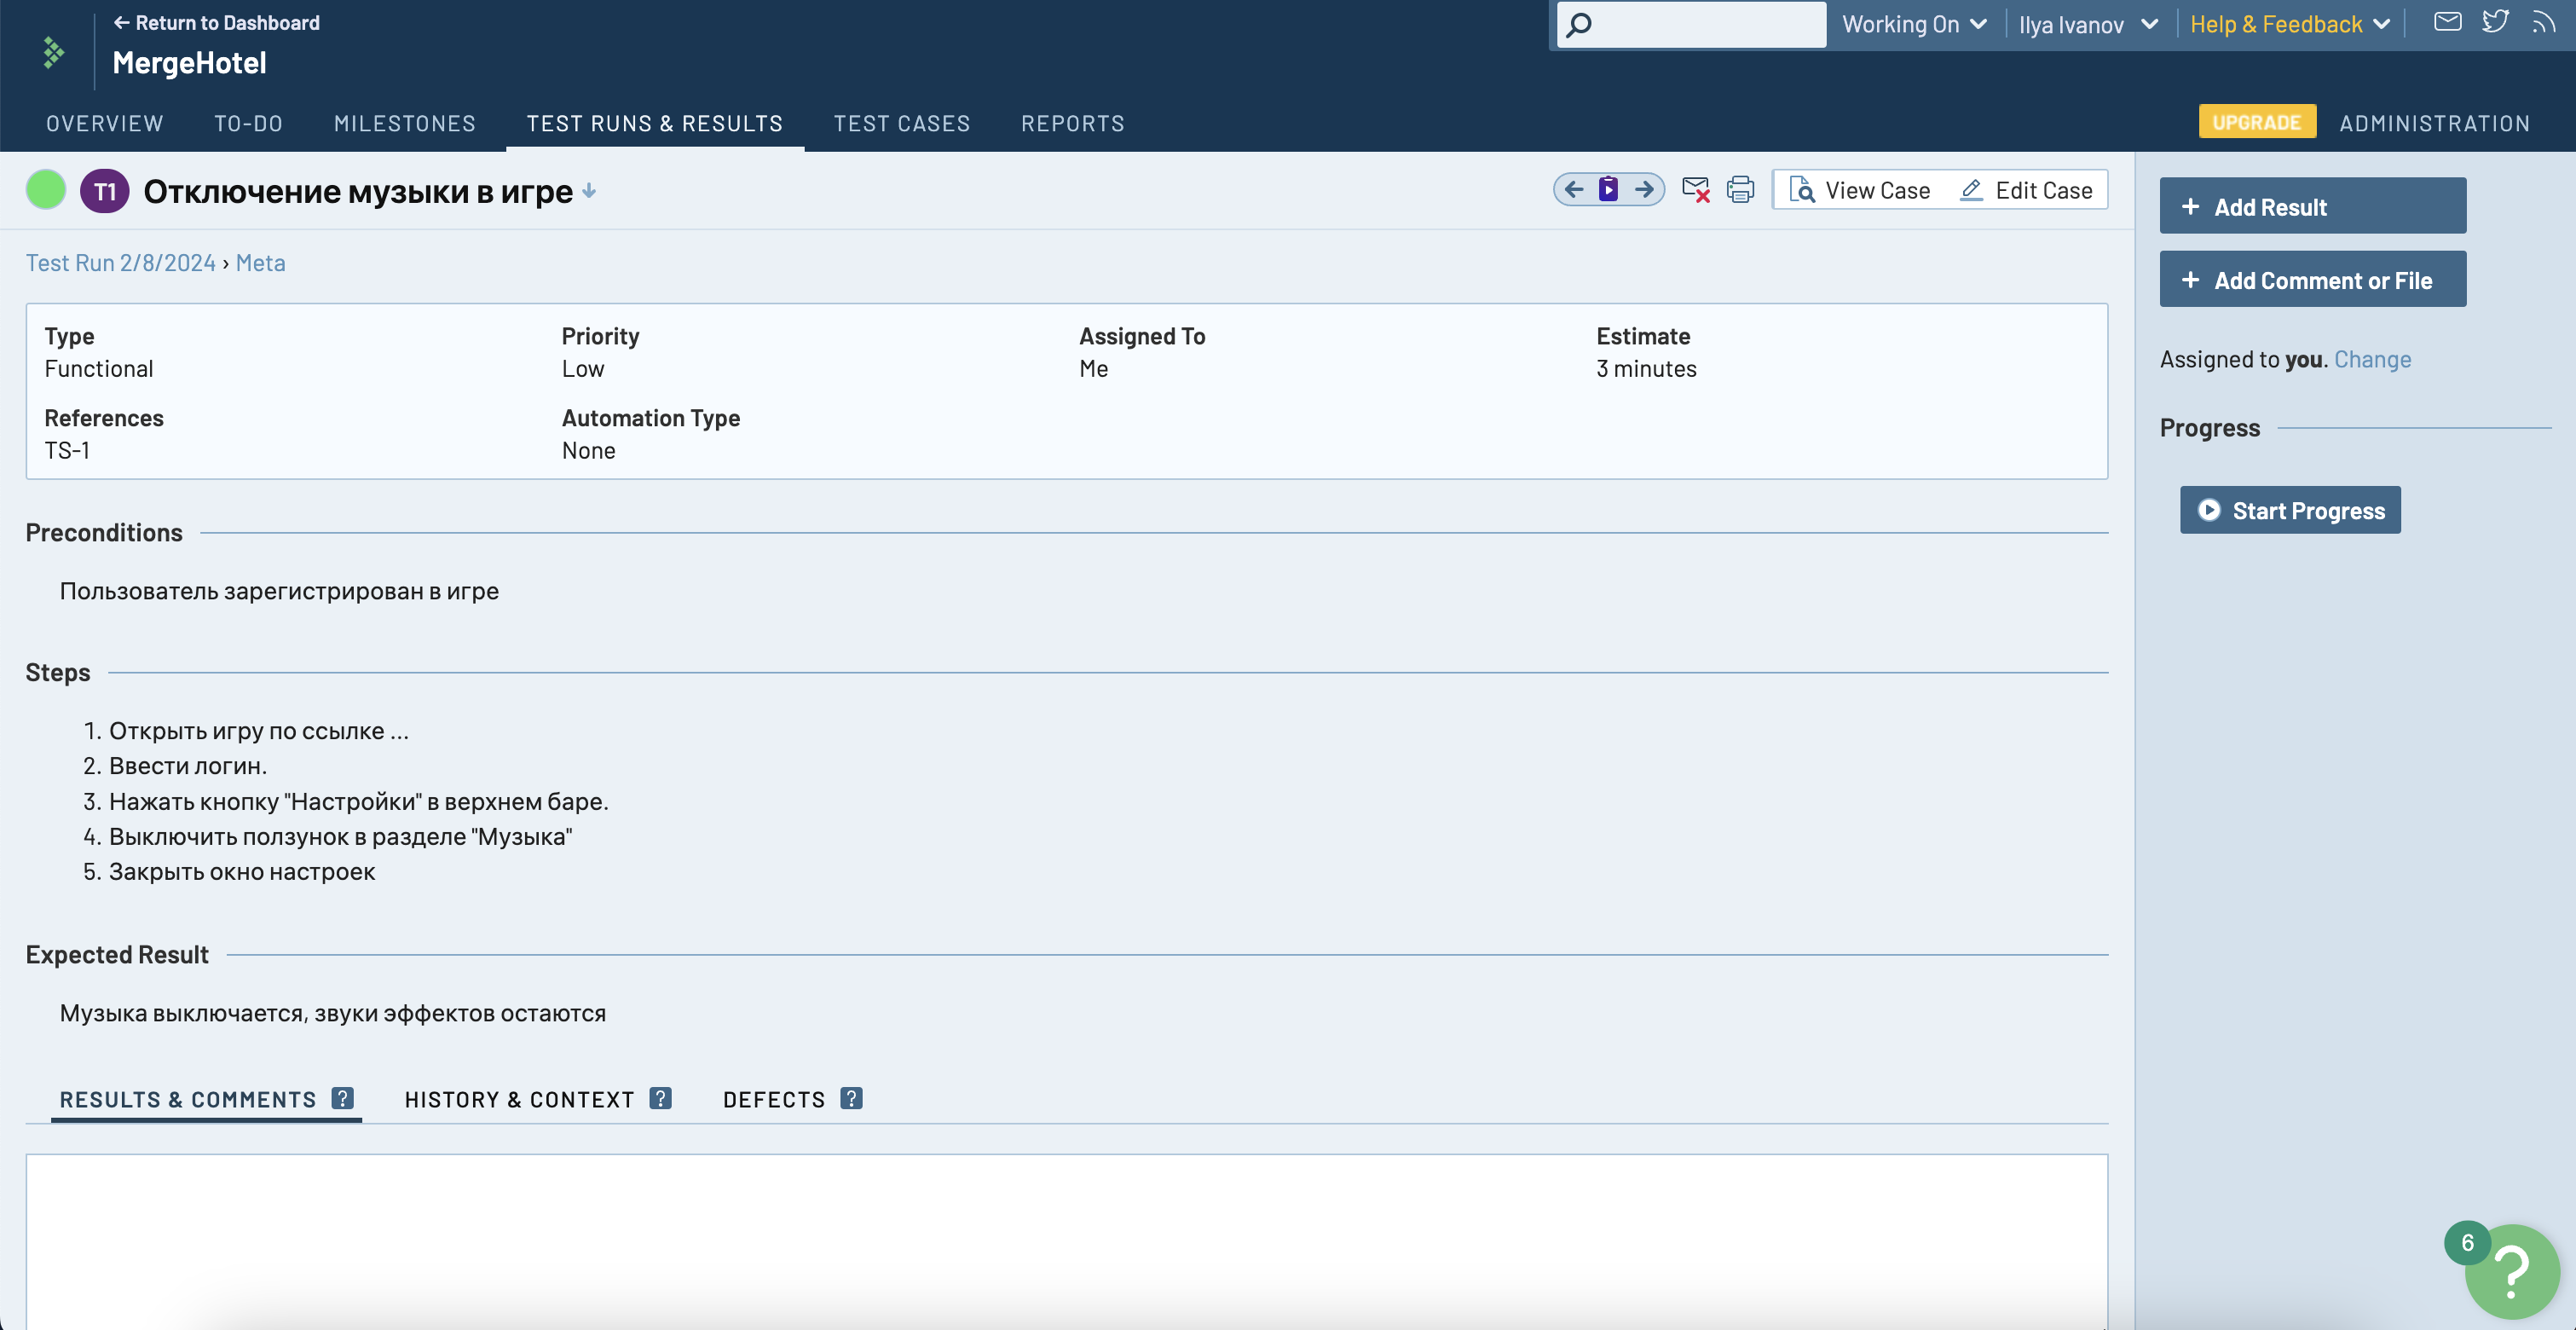 ← Return to Dashboard
MergeHotel
Working On
Ilya Ivanov
Help & Feedback
OVERVIEW
TO-DO
MILESTONES
TEST RUNS & RESULTS
TEST CASES
REPORTS
UPGRADE
ADMINISTRATION
T1
Отключение музыки в игре
View Case
Edit Case
+ Add Result
+ Add Comment or File
Assigned to you. Change
Progress
Start Progress
Test Run 2/8/2024 › Meta
Type
Functional
Priority
Low
Assigned To
Me
Estimate
3 minutes
References
TS-1
Automation Type
None
Preconditions
Пользователь зарегистрирован в игре
Steps
1. Открыть игру по ссылке ...
2. Ввести логин.
3. Нажать кнопку "Настройки" в верхнем баре.
4. Выключить ползунок в разделе "Музыка"
5. Закрыть окно настроек
Expected Result
Музыка выключается, звуки эффектов остаются
RESULTS & COMMENTS ?
HISTORY & CONTEXT ?
DEFECTS ?
6
?